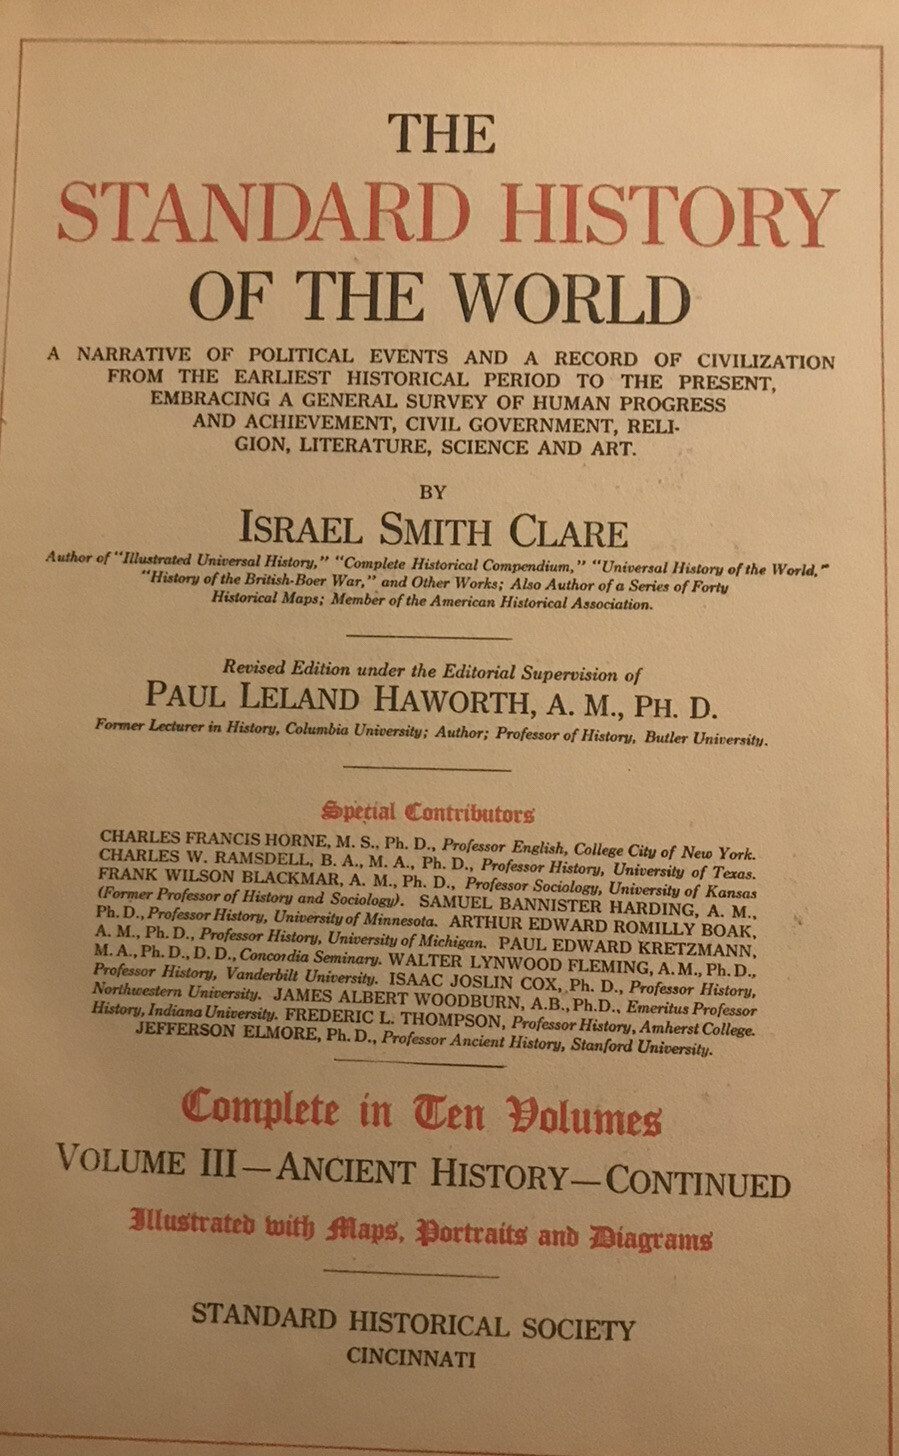 THE
STANDARD HISTORY
OF THE WORLD
A NARRATIVE OF POLITICAL EVENTS AND A RECORD OF CIVILIZATION
FROM THE EARLIEST HISTORICAL PERIOD TO THE PRESENT,
EMBRACING A GENERAL SURVEY OF HUMAN PROGRESS
AND ACHIEVEMENT, CIVIL GOVERNMENT, RELI-
GION, LITERATURE, SCIENCE AND ART.
BY
ISRAEL SMITH CLARE
Author of "Illustrated Universal History," "Complete Historical Compendium," "Universal History of the World,"
"History of the British-Boer War," and Other Works; Also Author of a Series of Forty
Historical Maps; Member of the American Historical Association.
Revised Edition under the Editorial Supervision of
PAUL LELAND HAWORTH, A. M., PH. D.
Former Lecturer in History, Columbia University; Author; Professor of History, Butler University.
Special Contributors
CHARLES FRANCIS HORNE, M. S., Ph. D., Professor English, College City of New York.
CHARLES W. RAMSDELL, B. A., M. A., Ph. D., Professor History, University of Texas.
FRANK WILSON BLACKMAR, A. M., Ph. D., Professor Sociology, University of Kansas
(Former Professor of History and Sociology). SAMUEL BANNISTER HARDING, A. M.,
Ph. D., Professor History, University of Minnesota. ARTHUR EDWARD ROMILLY BOAK,
A. M., Ph. D., Professor History, University of Michigan. PAUL EDWARD KRETZMANN,
M. A., Ph. D., D. D., Concordia Seminary. WALTER LYNWOOD FLEMING, A. M., Ph. D.,
Professor History, Vanderbilt University. ISAAC JOSLIN COX, Ph. D., Professor History,
Northwestern University. JAMES ALBERT WOODBURN, A.B., Ph.D., Emeritus Professor
History, Indiana University. FREDERIC L. THOMPSON, Professor History, Amherst College.
JEFFERSON ELMORE, Ph. D., Professor Ancient History, Stanford University.
Complete in Ten Volumes
VOLUME III—ANCIENT HISTORY—CONTINUED
Illustrated with Maps, Portraits and Diagrams
STANDARD HISTORICAL SOCIETY
CINCINNATI